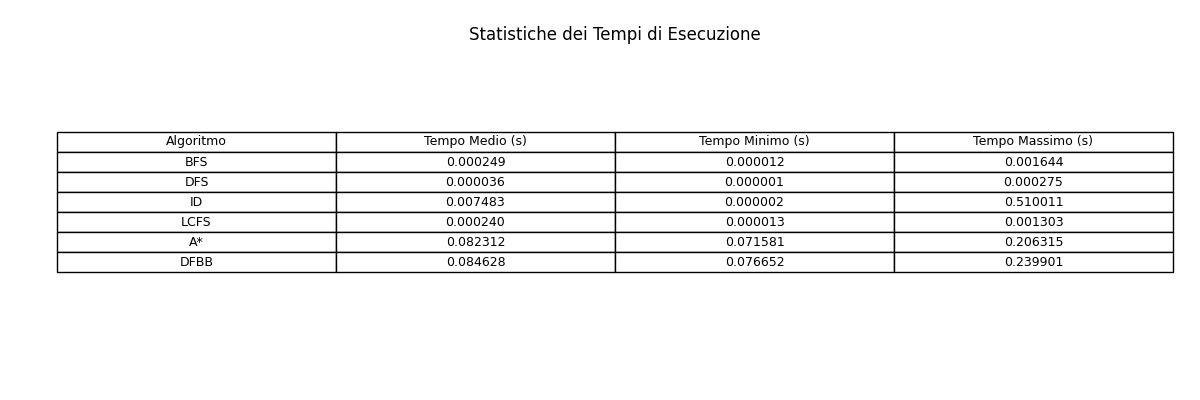 Statistiche dei Tempi di Esecuzione
Algoritmo Tempo Medio (s) Tempo Minimo (s) Tempo Massimo (s)
BFS 0.000249 0.000012 0.001644
DFS 0.000036 0.000001 0.000275
ID 0.007483 0.000002 0.510011
LCFS 0.000240 0.000013 0.001303
A* 0.082312 0.071581 0.206315
DFBB 0.084628 0.076652 0.239901